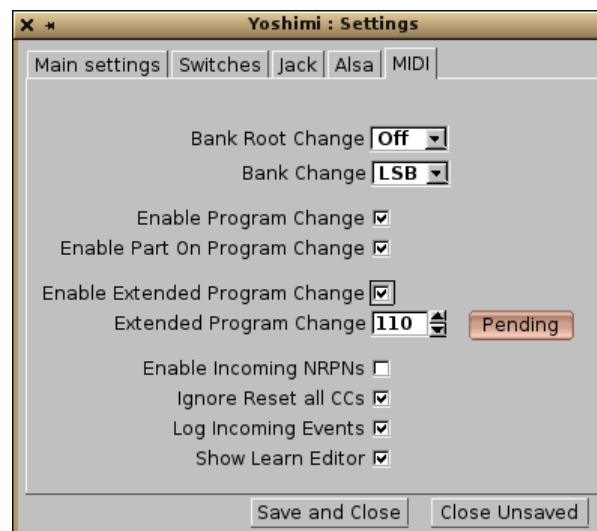 Yoshimi : Settings
Main settings Switches Jack Alsa MIDI
Bank Root Change Off
Bank Change LSB
Enable Program Change
Enable Part On Program Change
Enable Extended Program Change
Extended Program Change 110 Pending
Enable Incoming NRPNs
Ignore Reset all CCs
Log Incoming Events
Show Learn Editor
Save and Close Close Unsaved